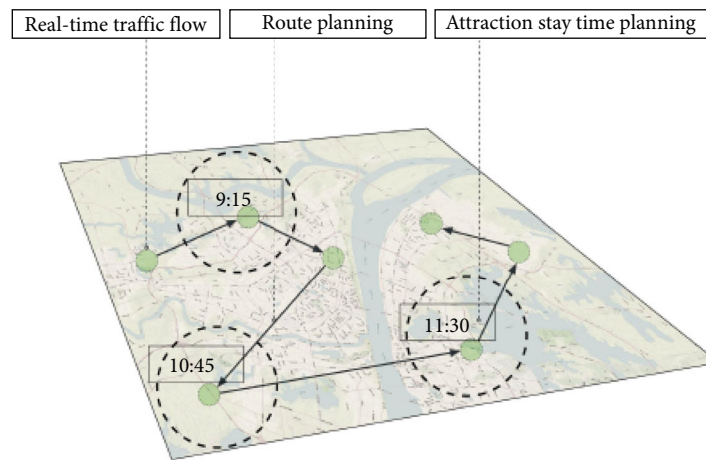 Real-time traffic flow
Route planning
Attraction stay time planning
9:15
11:30
10:45